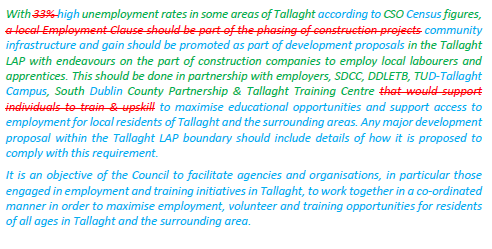 With 33% high unemployment rates in some areas of Tallaght according to CSO Census figures,
a local Employment Clause should be part of the phasing of construction projects community
infrastructure and gain should be promoted as part of development proposals in the Tallaght
LAP with endeavours on the part of construction companies to employ local labourers and
apprentices. This should be done in partnership with employers, SDCC, DDLETB, TUD-Tallaght
Campus, South Dublin County Partnership & Tallaght Training Centre that would support
individuals to train & upskill to maximise educational opportunities and support access to
employment for local residents of Tallaght and the surrounding areas. Any major development
proposal within the Tallaght LAP boundary should include details of how it is proposed to
comply with this requirement.
It is an objective of the Council to facilitate agencies and organisations, in particular those
engaged in employment and training initiatives in Tallaght, to work together in a co-ordinated
manner in order to maximise employment, volunteer and training opportunities for residents
of all ages in Tallaght and the surrounding area.